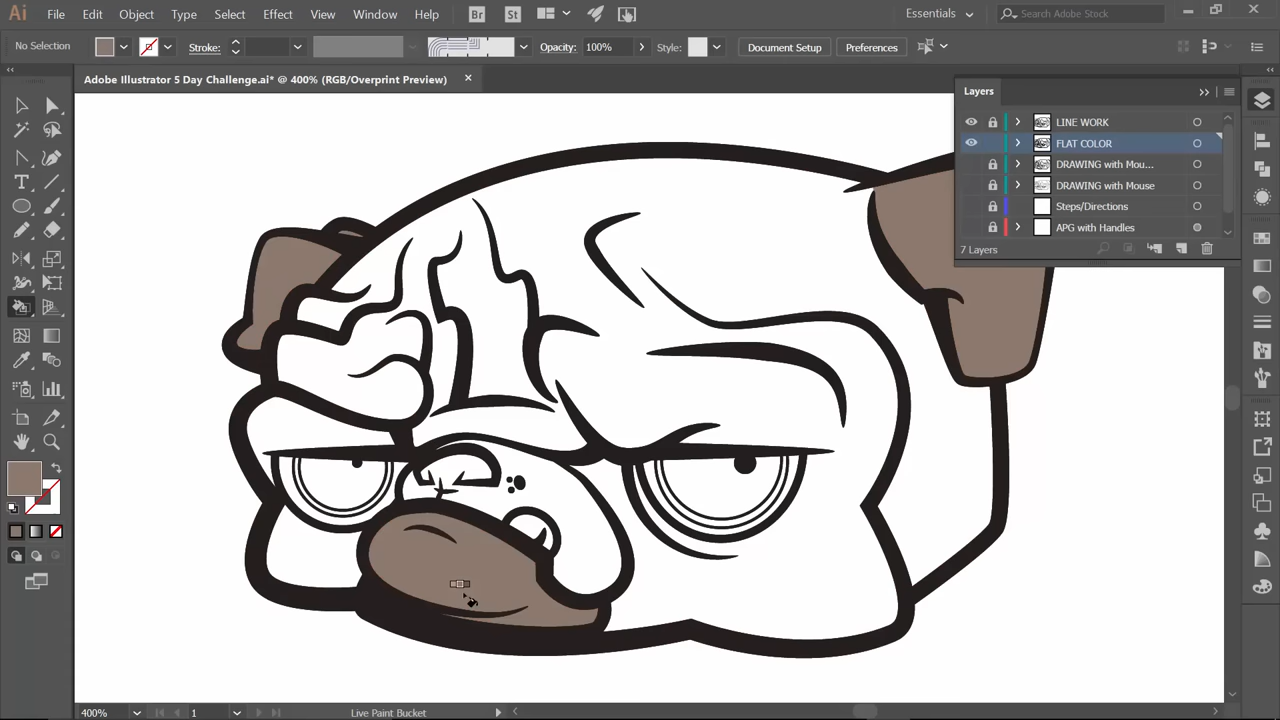 Ai File Edit Object Type Select Effect View Window Help Br St Essentials Search Adobe Stock
No Selection Stroke: Opacity: 100% Style: Document Setup Preferences
Adobe Illustrator 5 Day Challenge.ai* @ 400% (RGB/Overprint Preview)
Layers
LINE WORK
FLAT COLOR
DRAWING with Mou...
DRAWING with Mouse
Steps/Directions
APG with Handles
7 Layers
400% 1 Live Paint Bucket